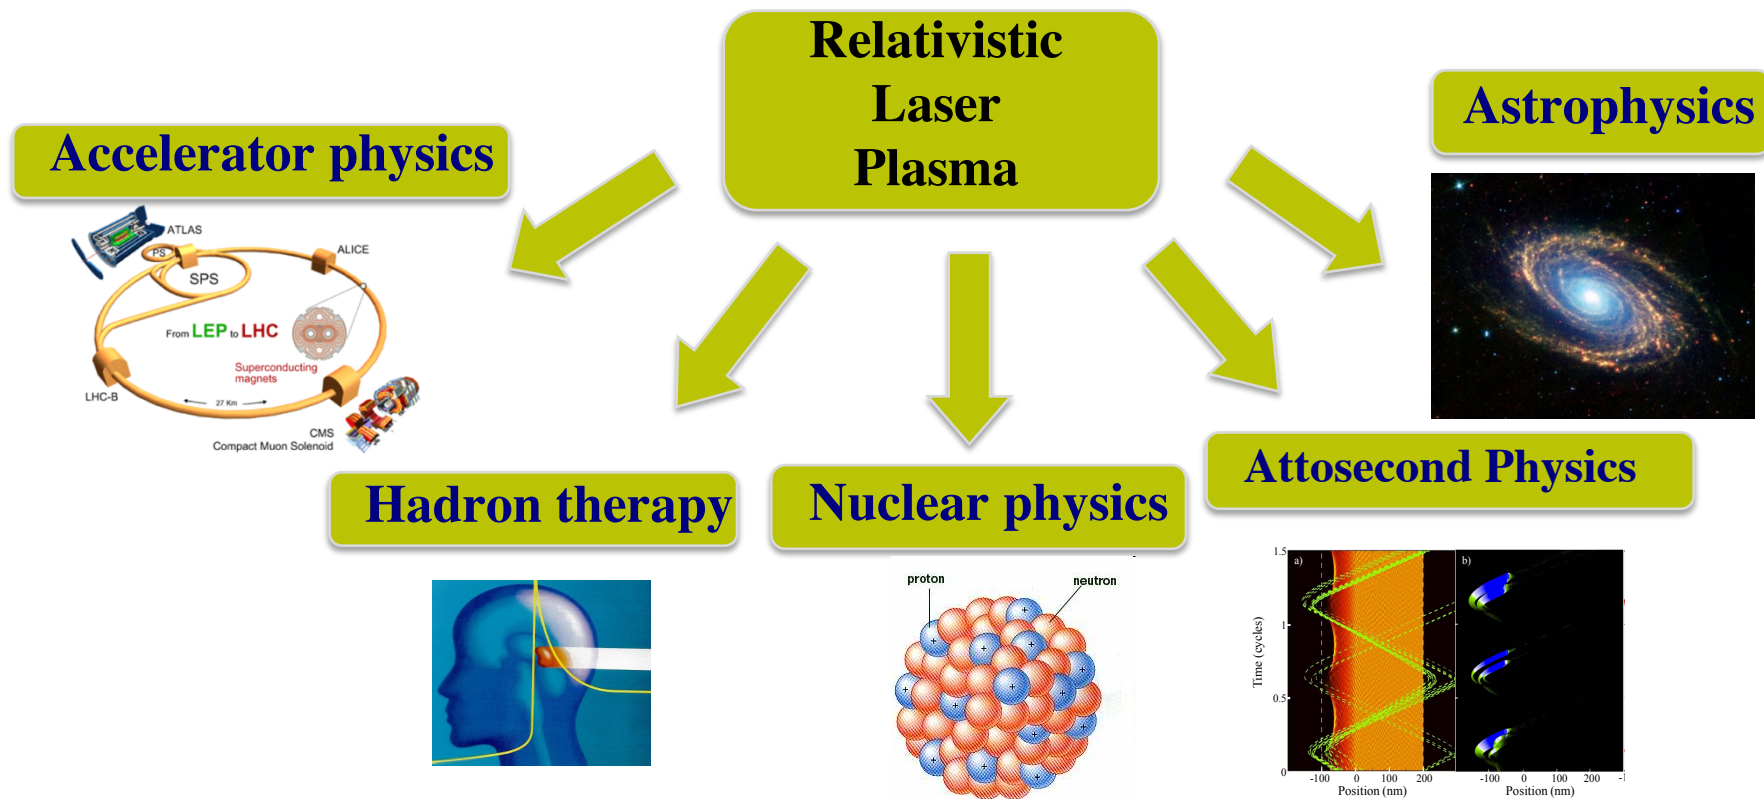 Relativistic
Laser
Plasma
Astrophysics
Accelerator physics
ATLAS
ALICE
PS
SPS
From LEP to LHC
Superconducting
magnets
LHC-B
27 Km
CMS
Compact Muon Solenoid
Hadron therapy
Nuclear physics
Attosecond Physics
proton
neutron
a)
b)
Time (cycles)
1.5
1
0.5
0
-100 0 100 200
Position (nm)
-100 0 100 200
Position (nm)